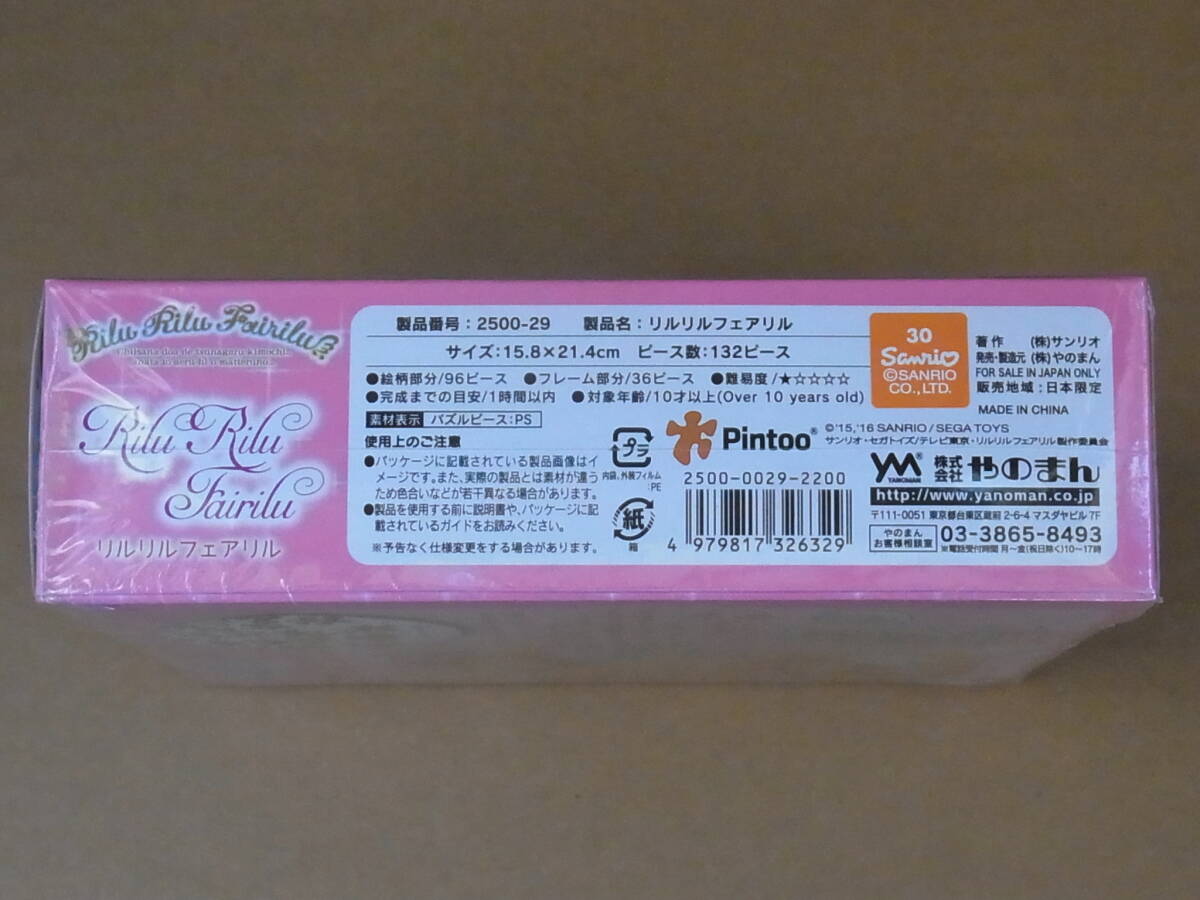 Rilu Rilu Fairilu
Chiisana doa de tsunagaru kimochi.
Rilu Rilu
Fairilu
リルリルフェアリル
製品番号：2500-29 製品名：リルリルフェアリル
サイズ：15.8×21.4cm ピース数：132ピース
●絵柄部分/96ピース ●フレーム部分/36ピース ●難易度/★☆☆☆☆
●完成までの目安/1時間以内 ●対象年齢/10才以上(Over 10 years old)
素材表示 パズルピース：PS
使用上のご注意
●パッケージに記載されている製品画像はイ
メージです。また、実際の製品とは素材が違う
ため色合いなどが若干異なる場合があります。
●製品を使用する前に説明書や、パッケージに記
載されているガイドをお読みください。
※予告なく仕様変更をする場合があります。
プラ
内袋、外装フィルム
:PE
紙
箱
Pintoo®
2500-0029-2200
4 979817 326329
30
Sanrio
©SANRIO
CO.,LTD.
著作 (株)サンリオ
発売・製造元 (株)やのまん
FOR SALE IN JAPAN ONLY
販売地域：日本限定
MADE IN CHINA
©'15,'16 SANRIO/SEGA TOYS
サンリオ・セガトイズ/テレビ東京・リルリルフェアリル製作委員会
YM
YANOMAN
株式会社やのまん
http://www.yanoman.co.jp
〒111-0051 東京都台東区蔵前2-6-4 マスダヤビル7F
やのまん
お客様相談室
03-3865-8493
※電話受付時間 月〜金(祝日除く)10〜17時